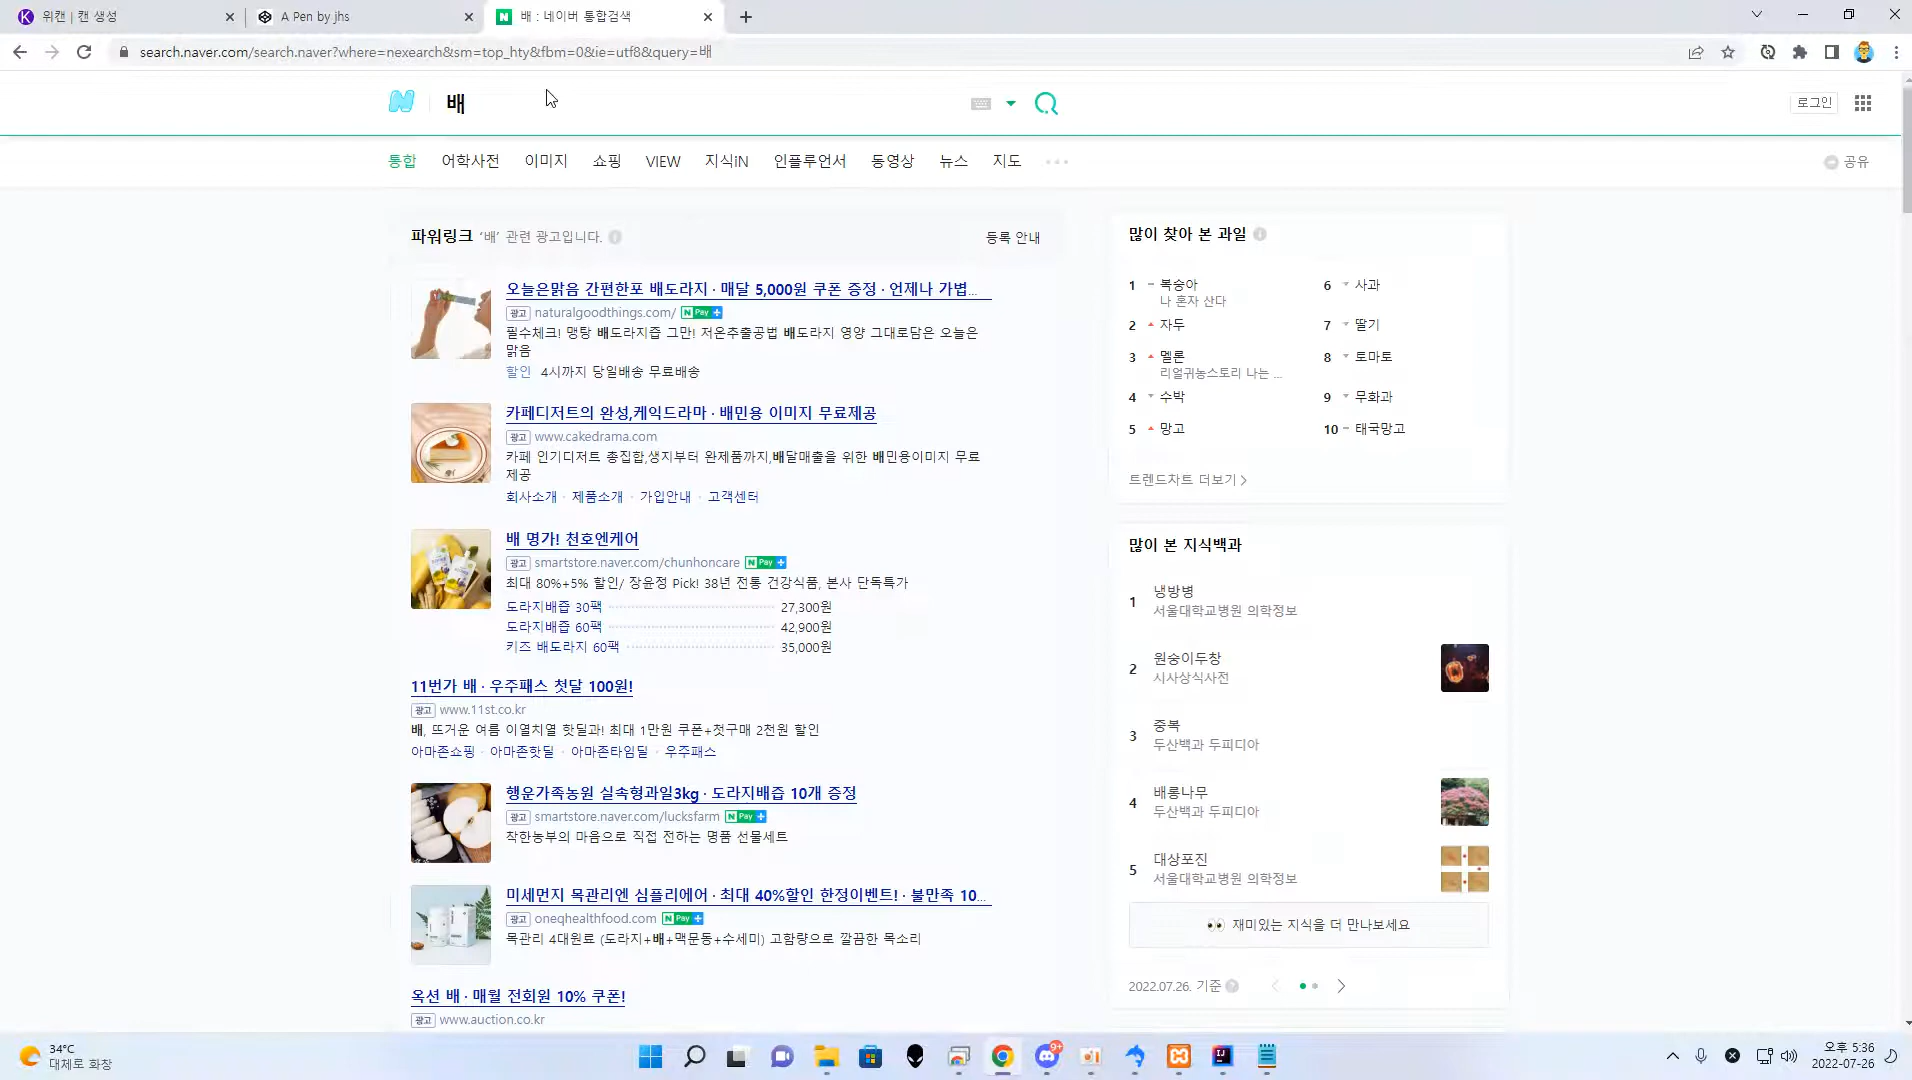 위캔 | 캔 생성
A Pen by jhs
배 : 네이버 통합검색
search.naver.com/search.naver?where=nexearch&sm=top_hty&fbm=0&ie=utf8&query=배
배
로그인
통합 어학사전 이미지 쇼핑 VIEW 지식iN 인플루언서 동영상 뉴스 지도
공유
파워링크 '배' 관련 광고입니다.
등록 안내
오늘은맑음 간편한포 배도라지 · 매달 5,000원 쿠폰 증정 · 언제나 가볍...
광고 naturalgoodthings.com/ N Pay +
필수체크! 맹탕 배도라지즙 그만! 저온추출공법 배도라지 영양 그대로담은 오늘은
맑음
할인 4시까지 당일배송 무료배송
카페디저트의 완성,케익드라마 · 배민용 이미지 무료제공
광고 www.cakedrama.com
카페 인기디저트 총집합,생지부터 완제품까지,배달매출을 위한 배민용이미지 무료
제공
회사소개 · 제품소개 · 가입안내 · 고객센터
배 명가! 천호엔케어
광고 smartstore.naver.com/chunhoncare N Pay +
최대 80%+5% 할인/ 장윤정 Pick! 38년 전통 건강식품, 본사 단독특가
도라지배즙 30팩 27,300원
도라지배즙 60팩 42,900원
키즈 배도라지 60팩 35,000원
11번가 배 · 우주패스 첫달 100원!
광고 www.11st.co.kr
배, 뜨거운 여름 이열치열 핫딜과! 최대 1만원 쿠폰+첫구매 2천원 할인
아마존쇼핑 · 아마존핫딜 · 아마존타임딜 · 우주패스
행운가족농원 실속형과일3kg · 도라지배즙 10개 증정
광고 smartstore.naver.com/lucksfarm N Pay +
착한농부의 마음으로 직접 전하는 명품 선물세트
미세먼지 목관리엔 심플리에어 · 최대 40%할인 한정이벤트! · 불만족 10...
광고 oneqhealthfood.com N Pay +
목관리 4대원료 (도라지+배+맥문동+수세미) 고함량으로 깔끔한 목소리
옥션 배 · 매월 전회원 10% 쿠폰!
광고 www.auction.co.kr
많이 찾아 본 과일
1 복숭아
나 혼자 산다
2 자두
3 멜론
리얼귀농스토리 나는 ...
4 수박
5 망고
6 사과
7 딸기
8 토마토
9 무화과
10 태국망고
트렌드차트 더보기 >
많이 본 지식백과
1 냉방병
서울대학교병원 의학정보
2 원숭이두창
시사상식사전
3 중복
두산백과 두피디아
4 배롱나무
두산백과 두피디아
5 대상포진
서울대학교병원 의학정보
재미있는 지식을 더 만나보세요
2022.07.26. 기준
34°C
대체로 화창
9+
오후 5:36
2022-07-26